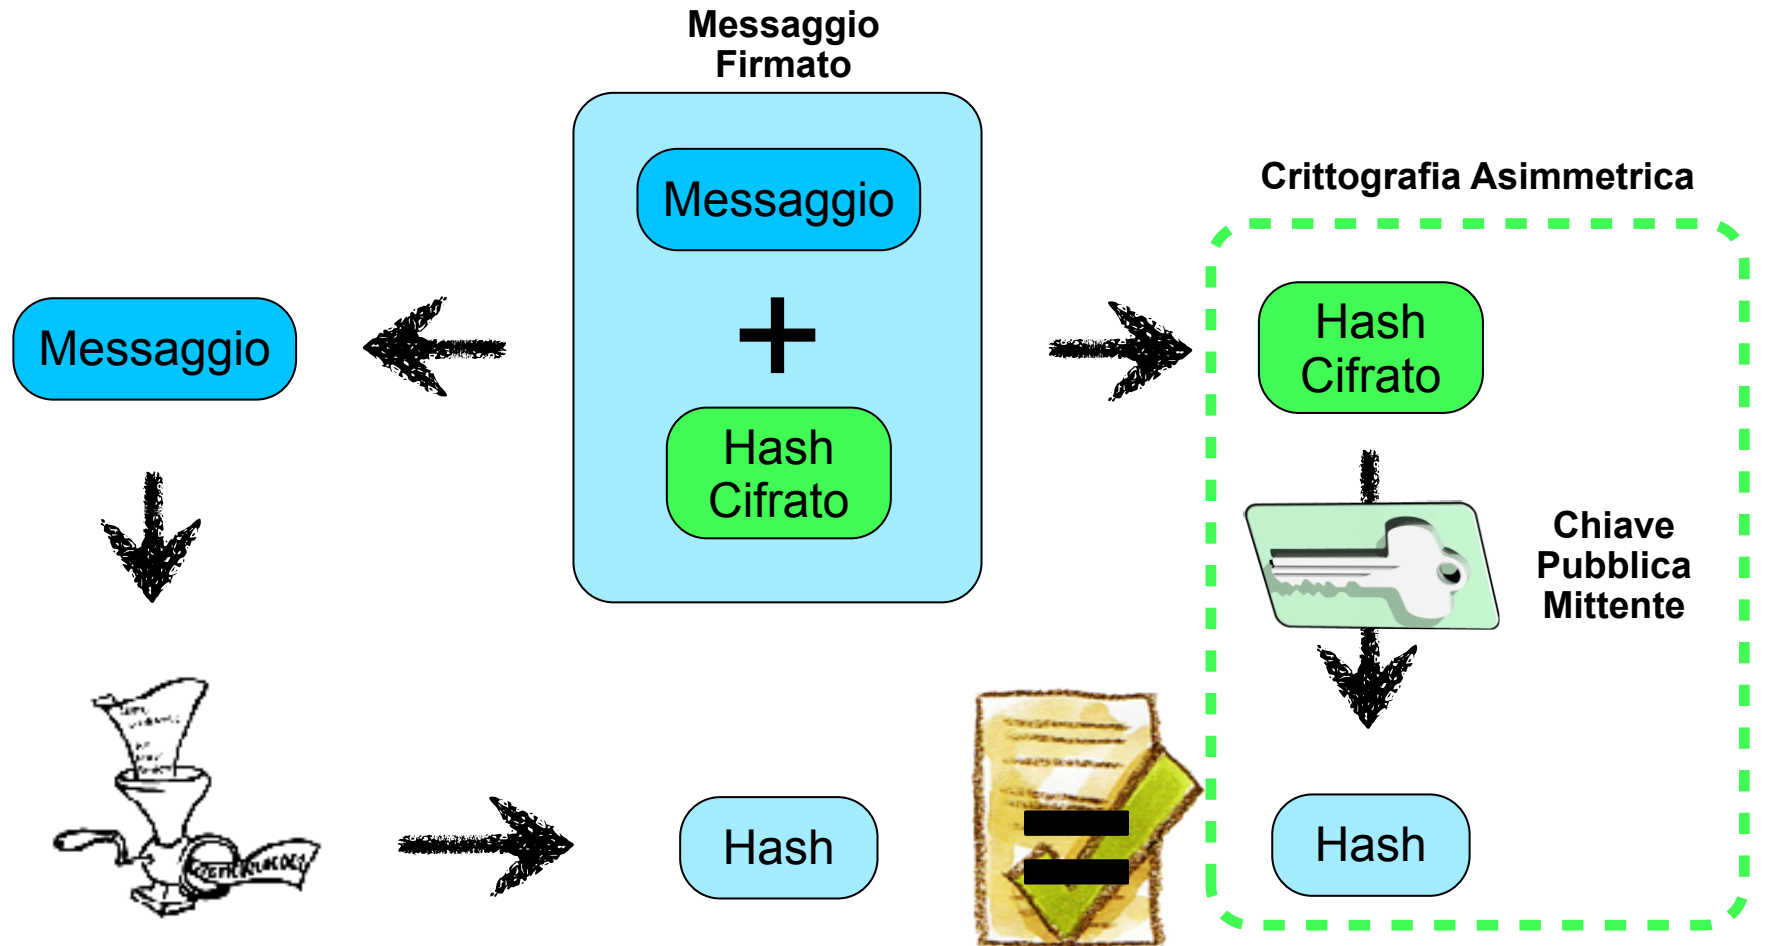 Messaggio
Firmato
Messaggio
Hash
Cifrato
Messaggio
Crittografia Asimmetrica
Hash
Cifrato
Chiave
Pubblica
Mittente
Hash
Hash